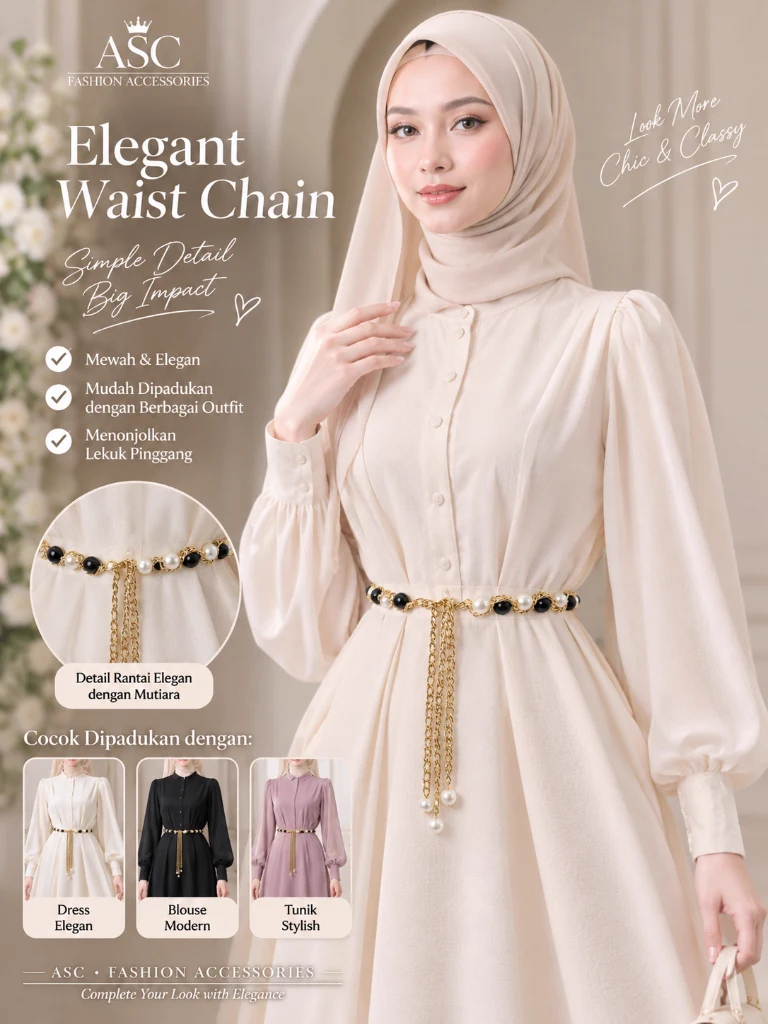 ASC
FASHION ACCESSORIES
Elegant
Waist Chain
Simple Detail
Big Impact
Look More
Chic & Classy
Mewah & Elegan
Mudah Dipadukan
dengan Berbagai Outfit
Menonjolkan
Lekuk Pinggang
Detail Rantai Elegan
dengan Mutiara
Cocok Dipadukan dengan:
Dress
Elegan
Blouse
Modern
Tunik
Stylish
ASC • FASHION ACCESSORIES
Complete Your Look with Elegance